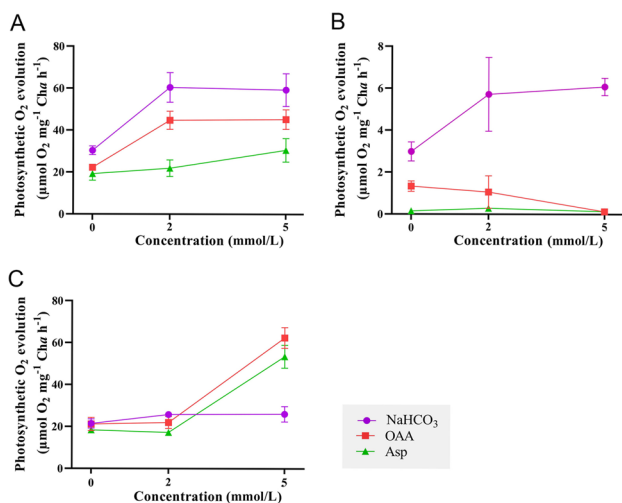 A
Photosynthetic O2 evolution
(μmol O2 mg-1 Cha h-1)
80
60
40
20
0
0 2 5
Concentration (mmol/L)
B
Photosynthetic O2 evolution
(μmol O2 mg-1 Cha h-1)
8
6
4
2
0
0 2 5
Concentration (mmol/L)
C
Photosynthetic O2 evolution
(μmol O2 mg-1 Cha h-1)
80
60
40
20
0
0 2 5
Concentration (mmol/L)
NaHCO3
OAA
Asp